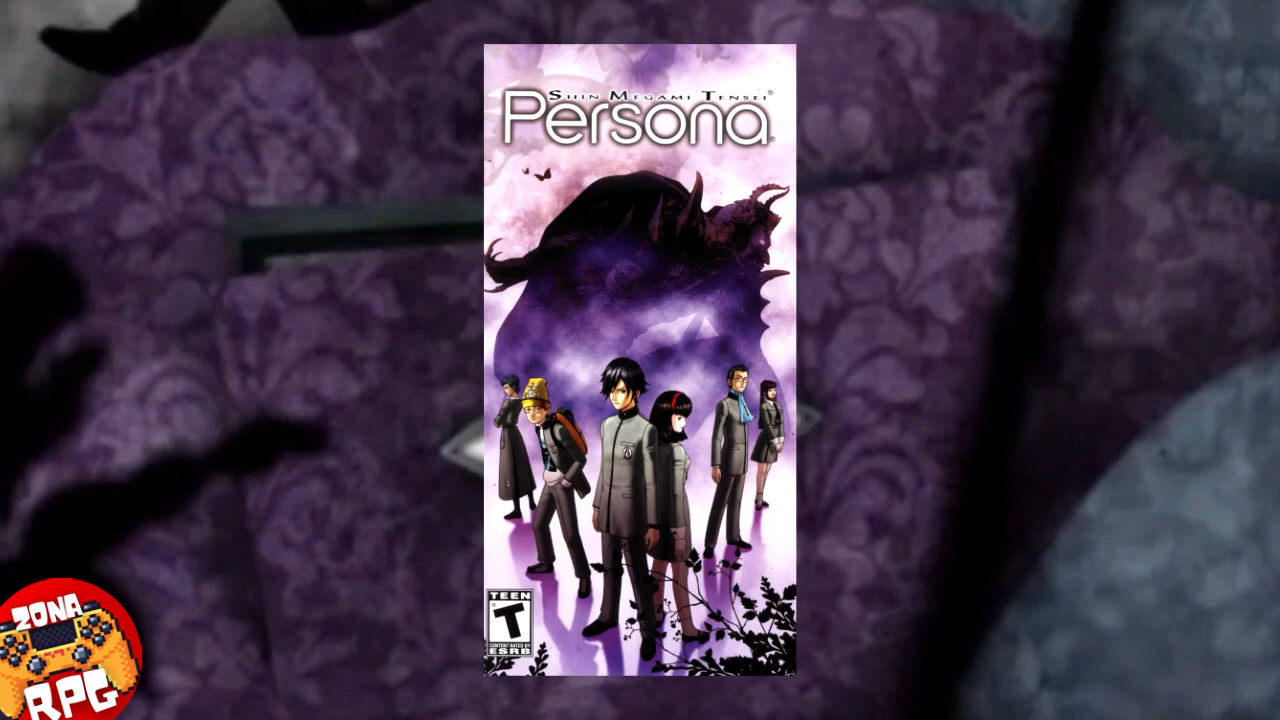 SHIN MEGAMI TENSEI®
Persona®
TEEN
T
CONTENT RATED BY
ESRB
ZONA
RPG